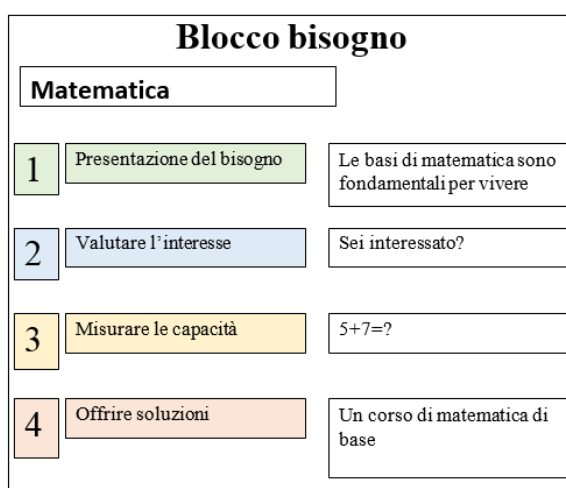 Blocco bisogno
Matematica
1
Presentazione del bisogno
Le basi di matematica sono
fondamentali per vivere
2
Valutare l'interesse
Sei interessato?
3
Misurare le capacità
5+7=?
4
Offrire soluzioni
Un corso di matematica di
base